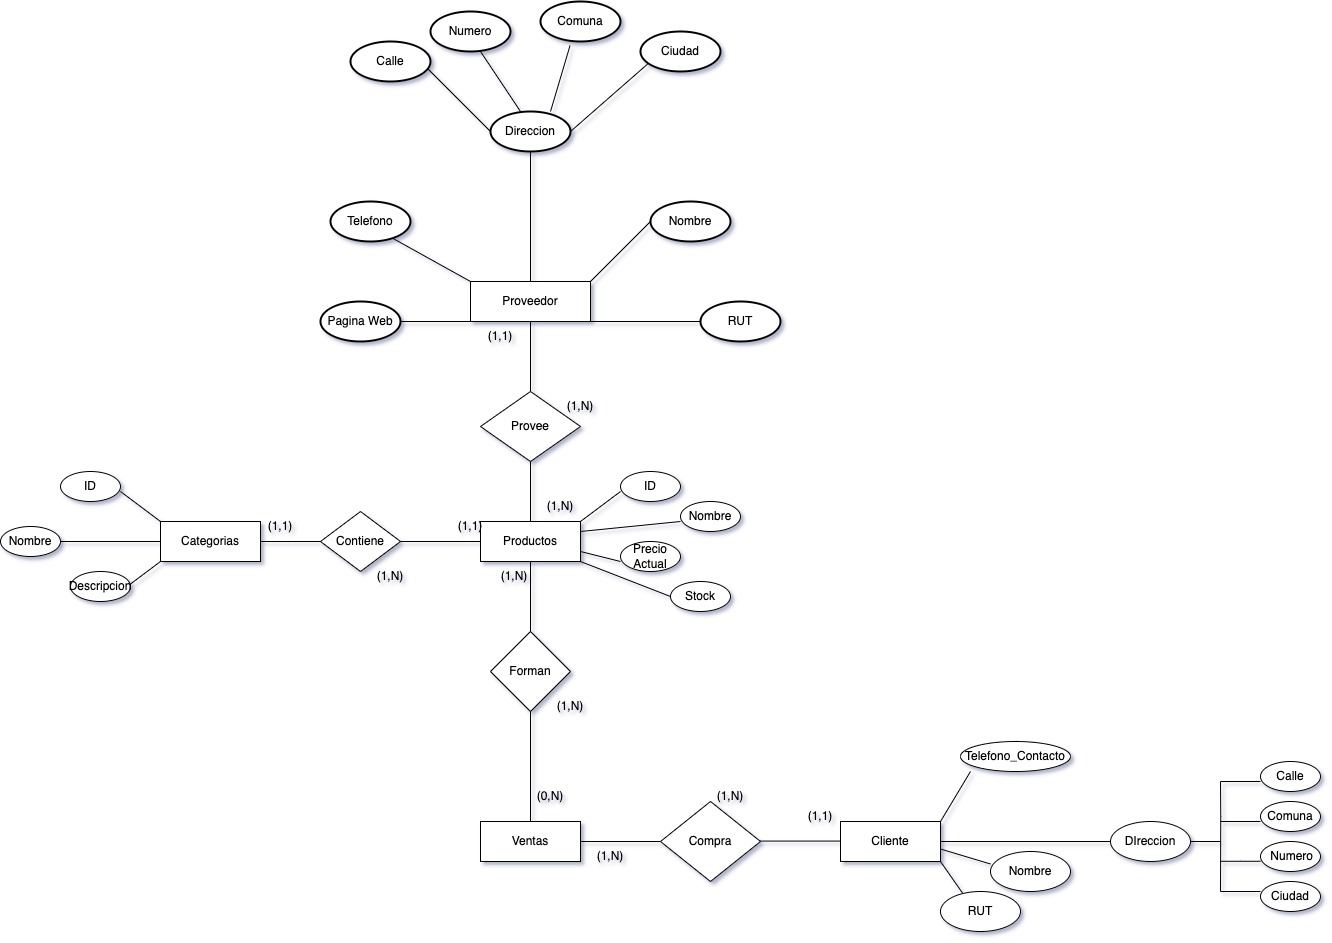 Comuna
Numero
Ciudad
Calle
Direccion
Telefono
Nombre
Proveedor
Pagina Web
RUT
(1,1)
(1,N)
Provee
ID
ID
(1,N)
Nombre
(1,1)
(1,1)
Nombre
Categorias
Contiene
Productos
Precio
Actual
(1,N)
(1,N)
Descripcion
Stock
Forman
(1,N)
Telefono_Contacto
Calle
(0,N)
(1,N)
(1,1)
Comuna
Ventas
Compra
Cliente
DIreccion
(1,N)
Numero
Nombre
Ciudad
RUT